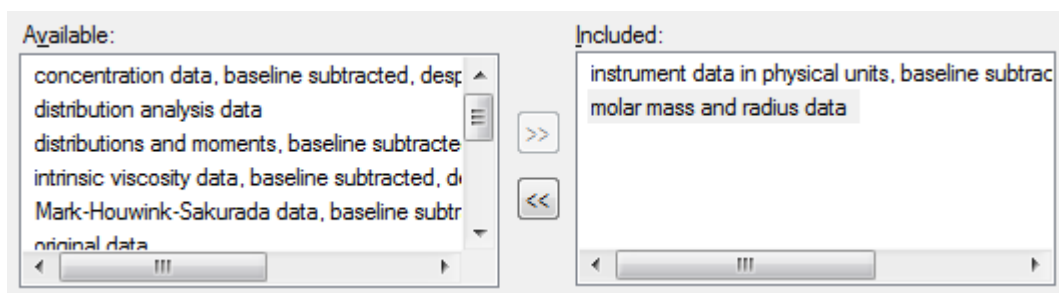 Available:
concentration data, baseline subtracted, desp
distribution analysis data
distributions and moments, baseline subtracte
intrinsic viscosity data, baseline subtracted, d
Mark-Houwink-Sakurada data, baseline subtr
original data
>>
<<
Included:
instrument data in physical units, baseline subtrac
molar mass and radius data